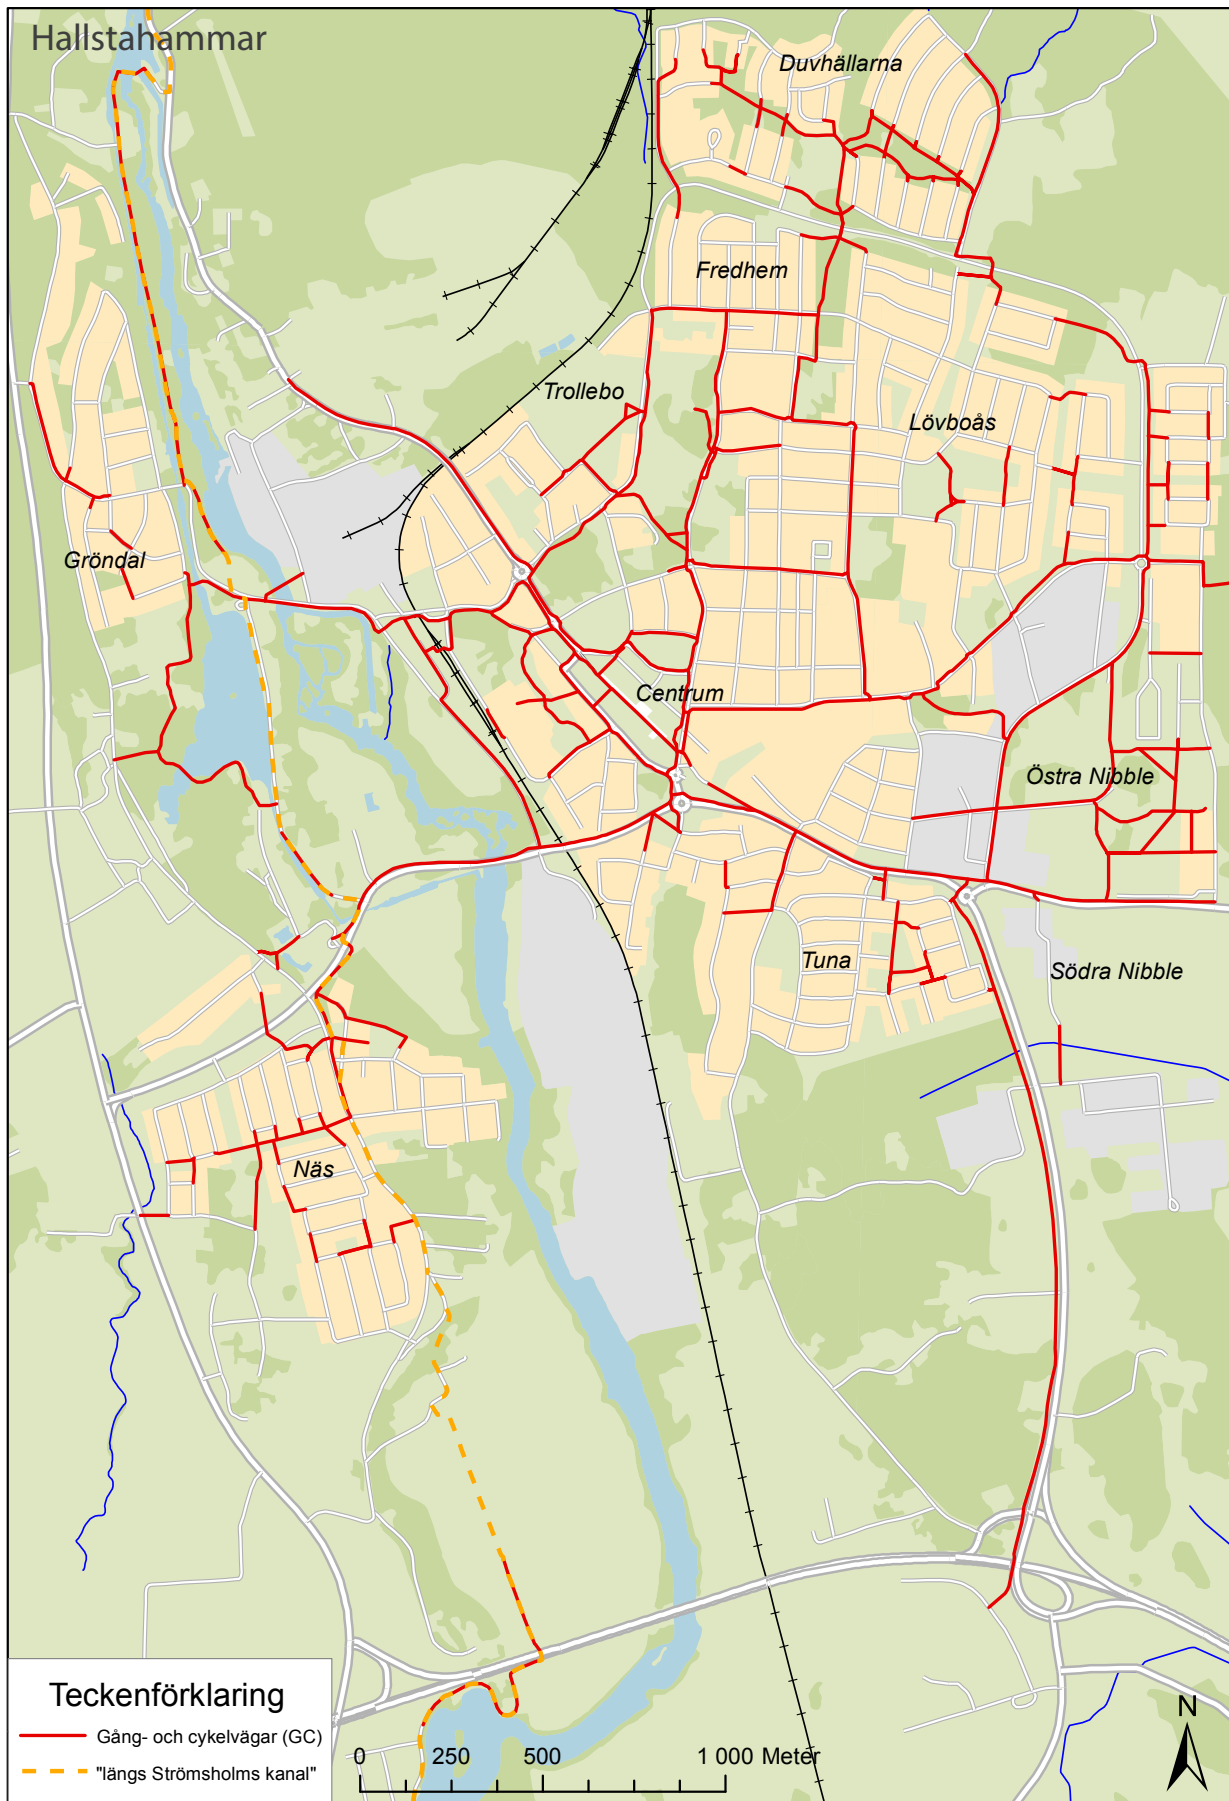 Hallstahammar
Duvhällarna
Fredhem
Trollebo
Lövboås
Gröndal
Centrum
Östra Nibble
Tuna
Södra Nibble
Näs
Teckenförklaring
Gång- och cykelvägar (GC)
"längs Strömsholms kanal"
0 250 500 1 000 Meter
N